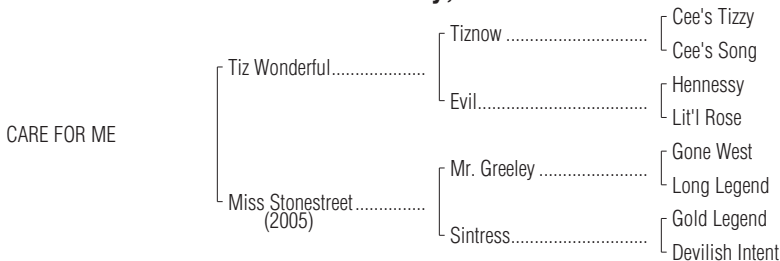 Cee's Tizzy
Tiznow ................................
Cee's Song
Tiz Wonderful...................
Hennessy
Evil......................................
Lit'l Rose
CARE FOR ME
Gone West
Mr. Greeley ........................
Long Legend
Miss Stonestreet ..............
(2005)
Gold Legend
Sintress..............................
Devilish Intent